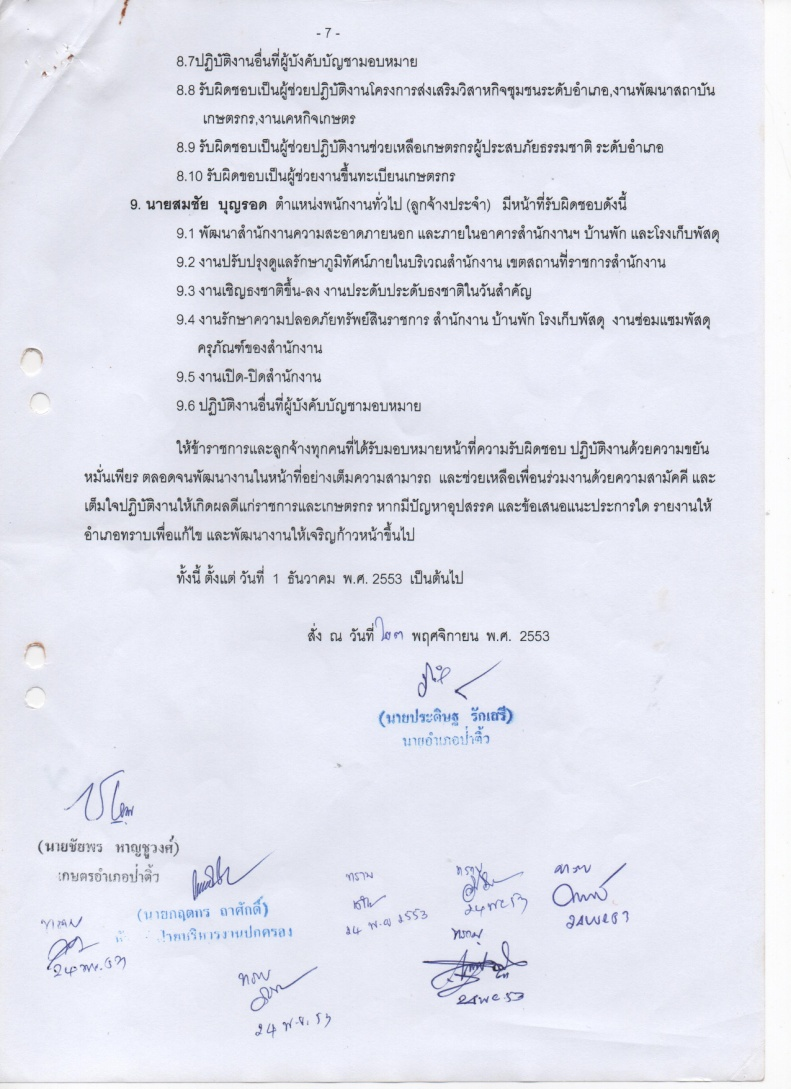 - 7 -
8.7ปฏิบัติงานอื่นที่ผู้บังคับบัญชามอบหมาย
8.8 รับผิดชอบเป็นผู้ช่วยปฏิบัติงานโครงการส่งเสริมวิสาหกิจชุมชนระดับอำเภอ,งานพัฒนาสถาบัน
เกษตรกร,งานเคหกิจเกษตร
8.9 รับผิดชอบเป็นผู้ช่วยปฏิบัติงานช่วยเหลือเกษตรกรผู้ประสบภัยธรรมชาติ ระดับอำเภอ
8.10 รับผิดขอบเป็นผู้ช่วยงานขึ้นทะเบียนเกษตรกร
9. นายสมชัย บุญรอด ตำแหน่งพนักงานทั่วไป (ลูกจ้างประจำ) มีหน้าที่รับผิดชอบดังนี้
9.1 พัฒนาสำนักงานความสะอาดภายนอก และภายในอาคารสำนักงานฯ บ้านพัก และโรงเก็บพัสดุ
9.2 งานปรับปรุงดูแลรักษาภูมิทัศน์ภายในบริเวณสำนักงาน เขตสถานที่ราชการสำนักงาน
9.3 งานเชิญธงชาติขึ้น-ลง งานประดับประดับธงชาติในวันสำคัญ
9.4 งานรักษาความปลอดภัยทรัพย์สินราชการ สำนักงาน บ้านพัก โรงเก็บพัสดุ งานซ่อมแซมพัสดุ
ครุภัณฑ์ของสำนักงาน
9.5 งานเปิด-ปิดสำนักงาน
9.6 ปฏิบัติงานอื่นที่ผู้บังคับบัญชามอบหมาย
ให้ข้าราชการและลูกจ้างทุกคนที่ได้รับมอบหมายหน้าที่ความรับผิดชอบ ปฏิบัติงานด้วยความขยัน
หมั่นเพียร ตลอดจนพัฒนางานในหน้าที่อย่างเต็มความสามารถ และช่วยเหลือเพื่อนร่วมงานด้วยความสามัคคี และ
เต็มใจปฏิบัติงานให้เกิดผลดีแก่ราชการและเกษตรกร หากมีปัญหาอุปสรรค และข้อเสนอแนะประการใด รายงานให้
อำเภอทราบเพื่อแก้ไข และพัฒนางานให้เจริญก้าวหน้าขึ้นไป
ทั้งนี้ ตั้งแต่ วันที่ 1 ธันวาคม พ.ศ. 2553 เป็นต้นไป
สั่ง ณ วันที่ ๒๓ พฤศจิกายน พ.ศ. 2553
(นายประดิษฐ รักเสรี)
นายอำเภอป่าติ้ว
(นายชัยพร หาญชูวงศ์)
เกษตรอำเภอป่าติ้ว
(นายกฤตกร ถาศักดิ์)
ฝ่ายบริหารงานปกครอง
ทราบ
24 พ.ย. 53
ทราบ
24 พ.ย. 2553
ทราบ
24 พย 53
ทราบ
24 พย 53
ทราบ
24 พย 53
ทราบ
24 พ.ย. 53